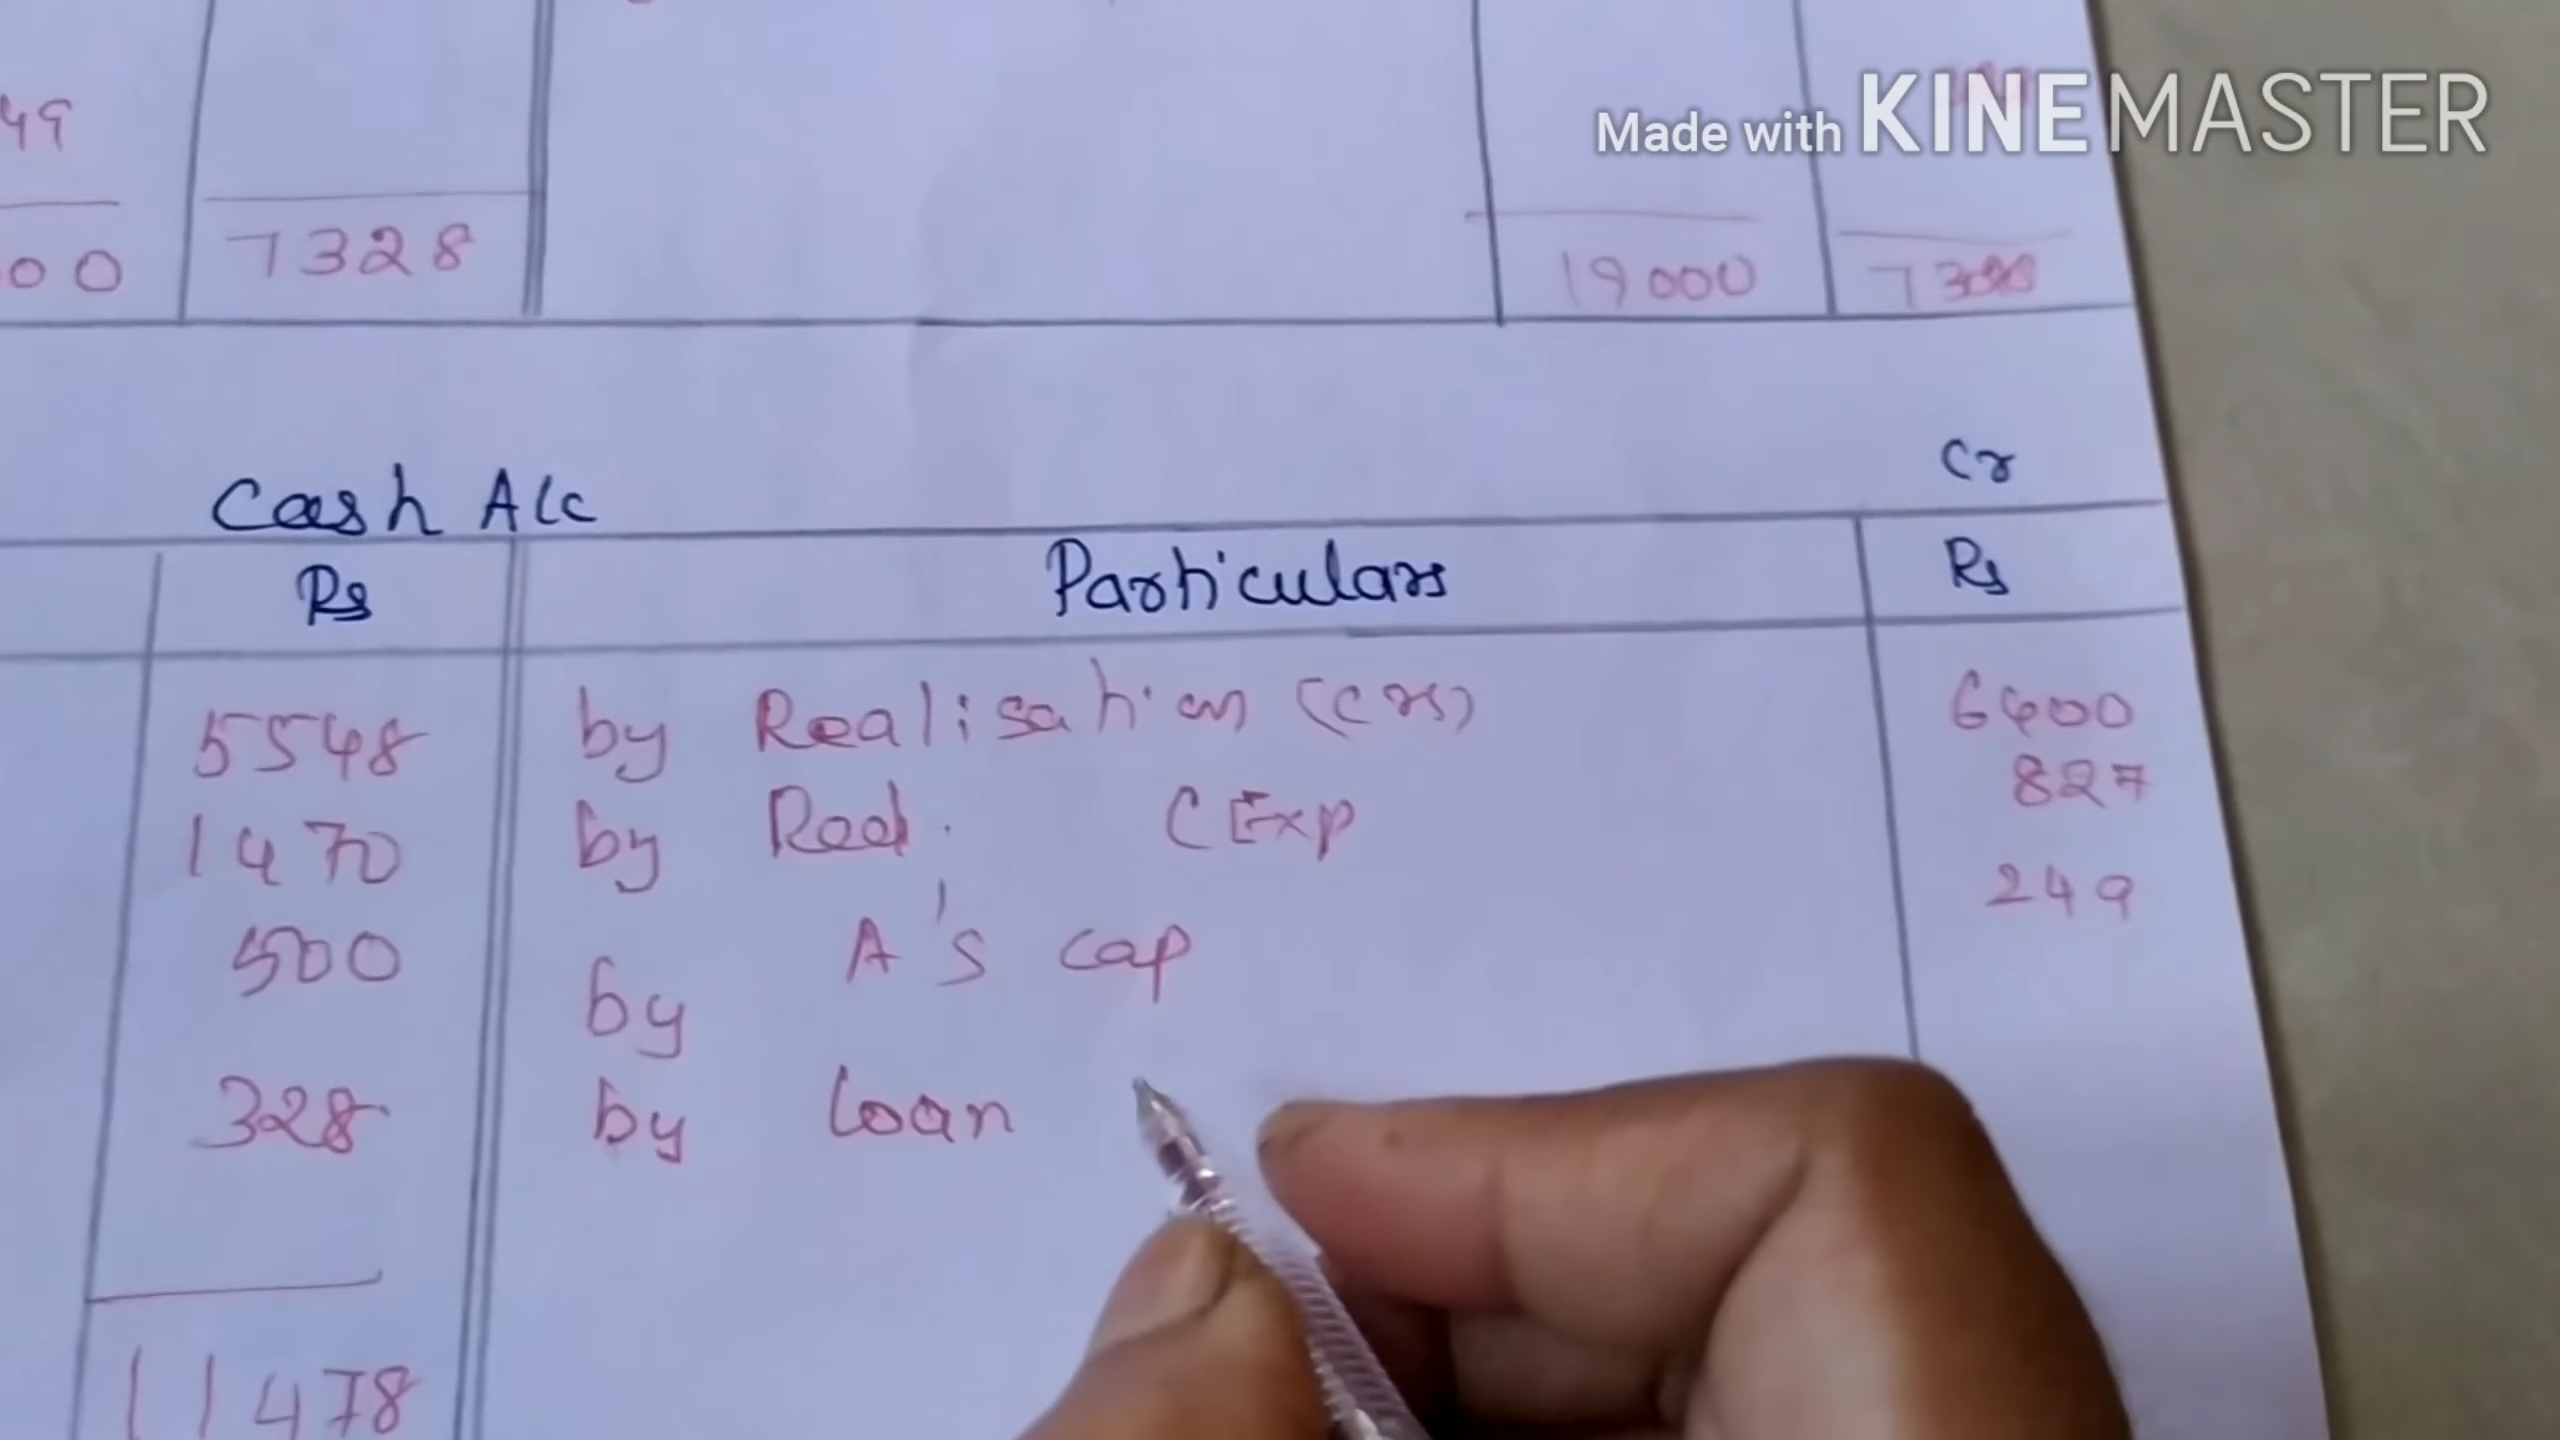 Made with KINEMASTER
49
00 7328 19000 7328
Cash A/c Cr
Rs Particulars Rs
5548 by Realisation (crs) 6400
1470 by Real. (Exp 827
500 by A's cap 249
328 by Loan
11478